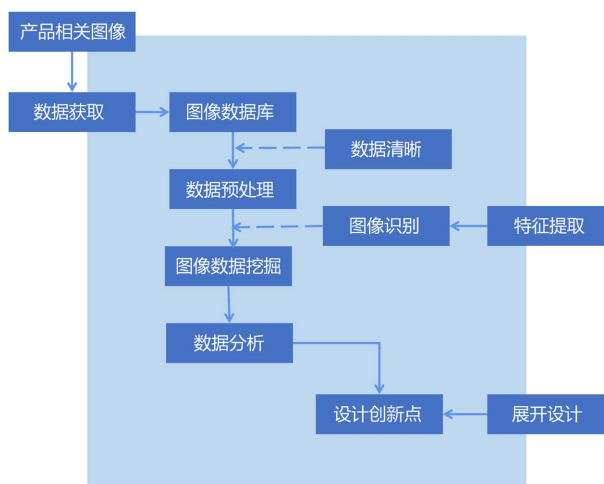 产品相关图像
数据获取
图像数据库
数据清晰
数据预处理
图像识别
特征提取
图像数据挖掘
数据分析
设计创新点
展开设计